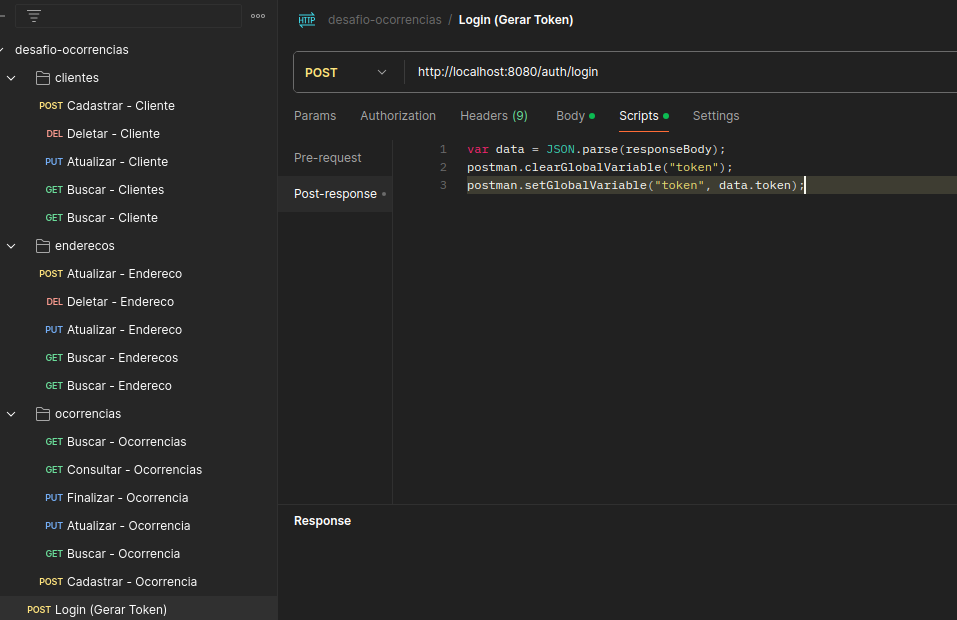 desafio-ocorrencias
clientes
POST Cadastrar - Cliente
DEL Deletar - Cliente
PUT Atualizar - Cliente
GET Buscar - Clientes
GET Buscar - Cliente
enderecos
POST Atualizar - Endereco
DEL Deletar - Endereco
PUT Atualizar - Endereco
GET Buscar - Enderecos
GET Buscar - Endereco
ocorrencias
GET Buscar - Ocorrencias
GET Consultar - Ocorrencias
PUT Finalizar - Ocorrencia
PUT Atualizar - Ocorrencia
GET Buscar - Ocorrencia
POST Cadastrar - Ocorrencia
POST Login (Gerar Token)
HTTP desafio-ocorrencias / Login (Gerar Token)
POST http://localhost:8080/auth/login
Params Authorization Headers (9) Body Scripts Settings
Pre-request
Post-response
1 var data = JSON.parse(responseBody);
2 postman.clearGlobalVariable("token");
3 postman.setGlobalVariable("token", data.token);
Response